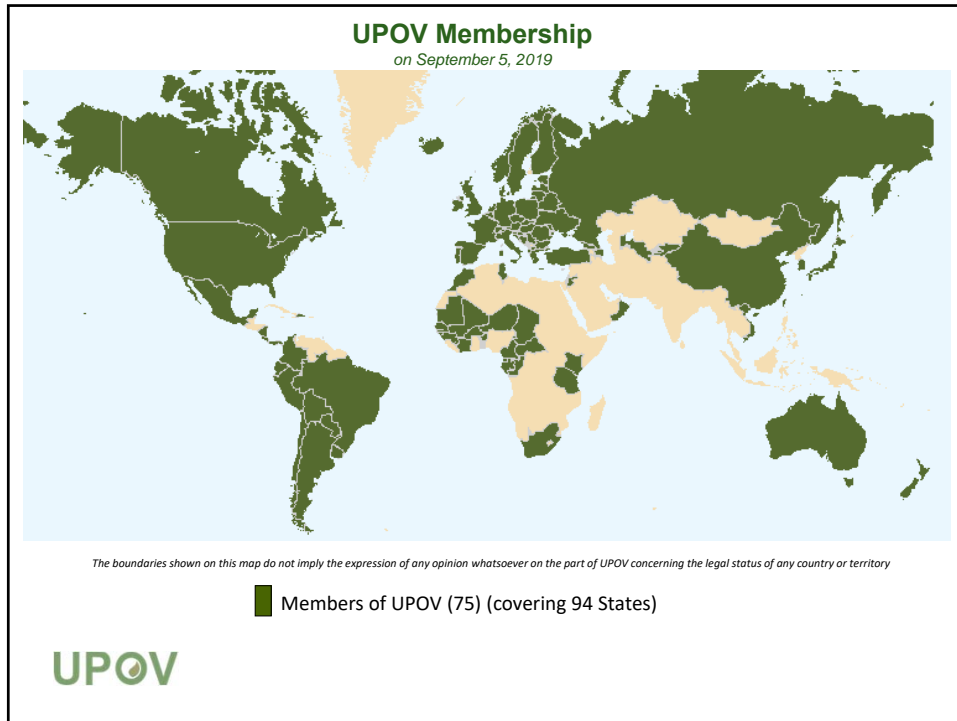 UPOV Membership
on September 5, 2019
The boundaries shown on this map do not imply the expression of any opinion whatsoever on the part of UPOV concerning the legal status of any country or territory
Members of UPOV (75) (covering 94 States)
UPOV